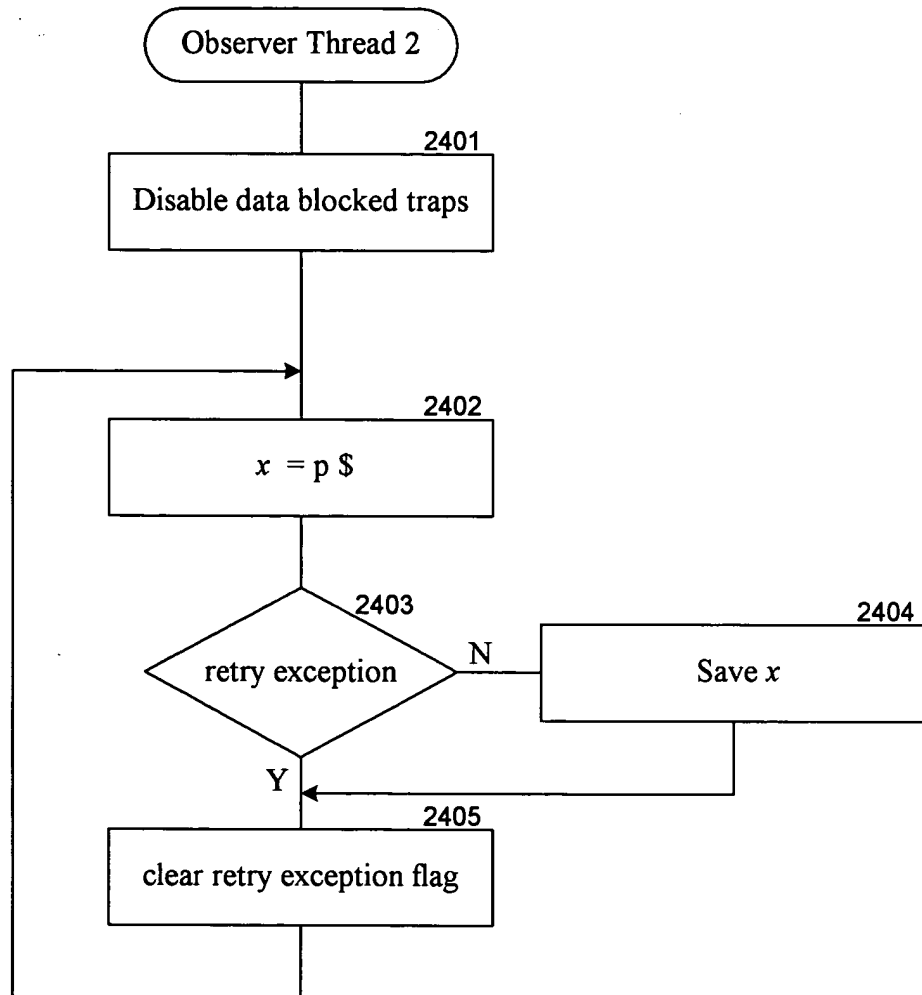 Observer Thread 2
2401
Disable data blocked traps
2402
x = p $
2403
retry exception
N
2404
Save x
Y
2405
clear retry exception flag